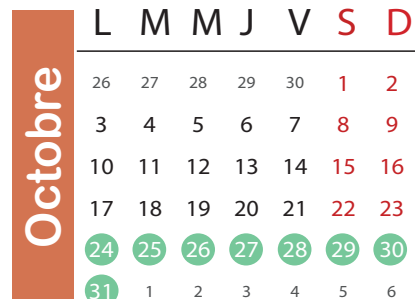 Octobre
L M M J V S D
26 27 28 29 30 1 2
3 4 5 6 7 8 9
10 11 12 13 14 15 16
17 18 19 20 21 22 23
24 25 26 27 28 29 30
31 1 2 3 4 5 6